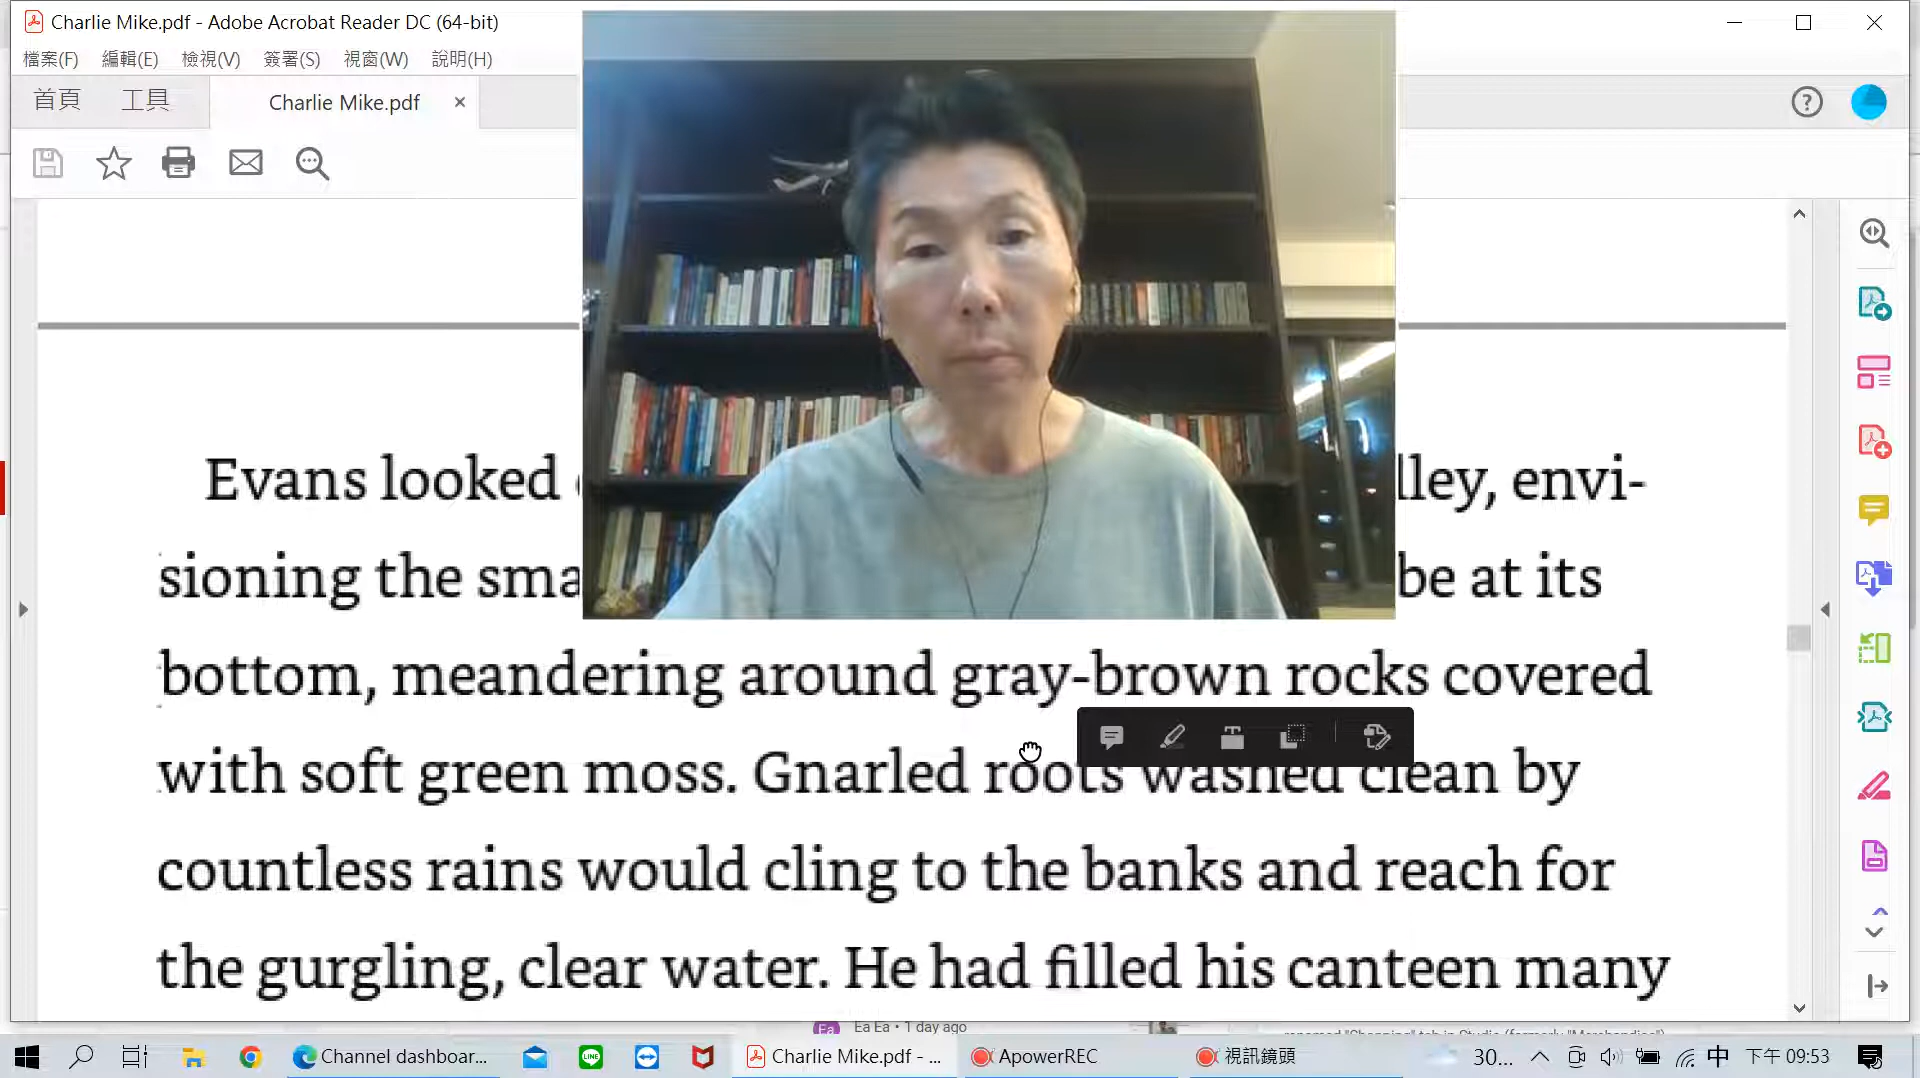 Charlie Mike.pdf - Adobe Acrobat Reader DC (64-bit)
檔案(F) 編輯(E) 檢視(V) 簽署(S) 視窗(W) 說明(H)
首頁 工具 Charlie Mike.pdf
Evans looked lley, envi-
sioning the sma be at its
bottom, meandering around gray-brown rocks covered
with soft green moss. Gnarled roots washed clean by
countless rains would cling to the banks and reach for
the gurgling, clear water. He had filled his canteen many
Ea Ea Ea • 1 day ago
Channel dashboar... LINE Charlie Mike.pdf - ... ApowerREC 視訊鏡頭 30... 中 下午 09:53